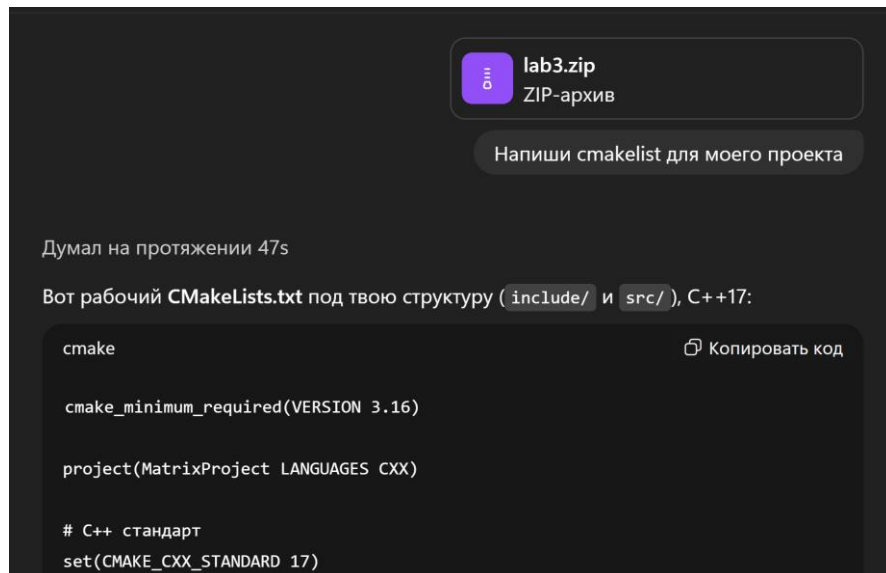 lab3.zip
ZIP-архив
Напиши cmakelist для моего проекта
Думал на протяжении 47s
Вот рабочий CMakeLists.txt под твою структуру ( include/ и src/ ), C++17:
cmake
Копировать код
cmake_minimum_required(VERSION 3.16)
project(MatrixProject LANGUAGES CXX)
# C++ стандарт
set(CMAKE_CXX_STANDARD 17)